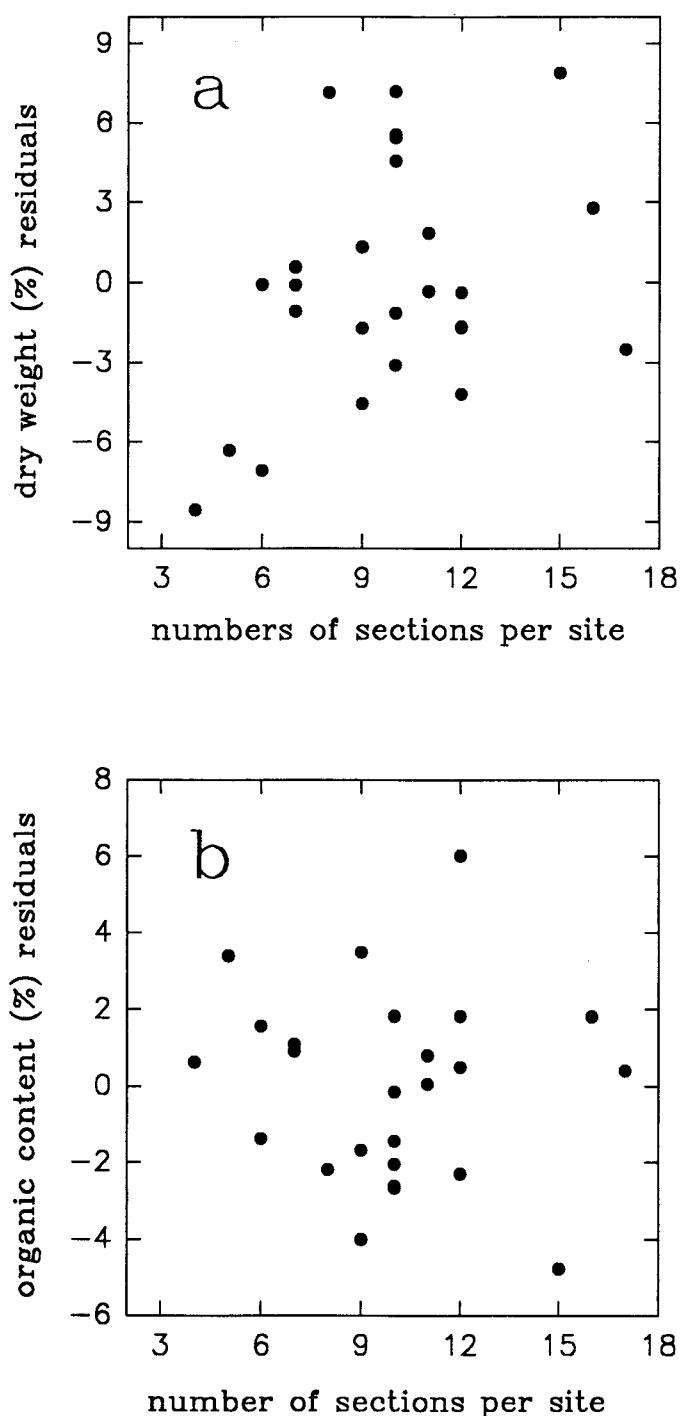 9
6
3
0
−3
−6
−9
a
dry weight (%) residuals
3 6 9 12 15 18
numbers of sections per site
8
6
4
2
0
−2
−4
−6
b
organic content (%) residuals
3 6 9 12 15 18
number of sections per site